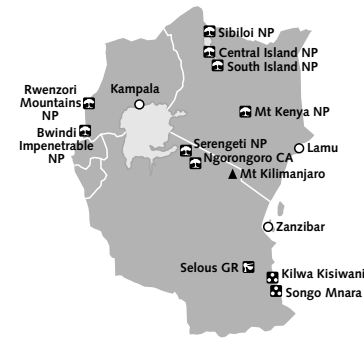 Sibiloi NP
Central Island NP
South Island NP
Rwenzori
Mountains
NP
Kampala
Mt Kenya NP
Bwindi
Impenetrable
NP
Serengeti NP
Lamu
Ngorongoro CA
Mt Kilimanjaro
Zanzibar
Selous GR
Kilwa Kisiwani
Songo Mnara